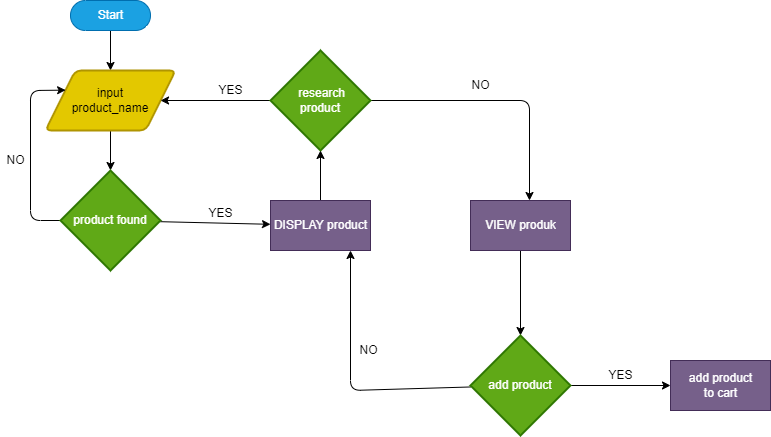 Start
input
product_name
YES
research
product
NO
NO
product found
YES
DISPLAY product
VIEW produk
NO
add product
YES
add product
to cart